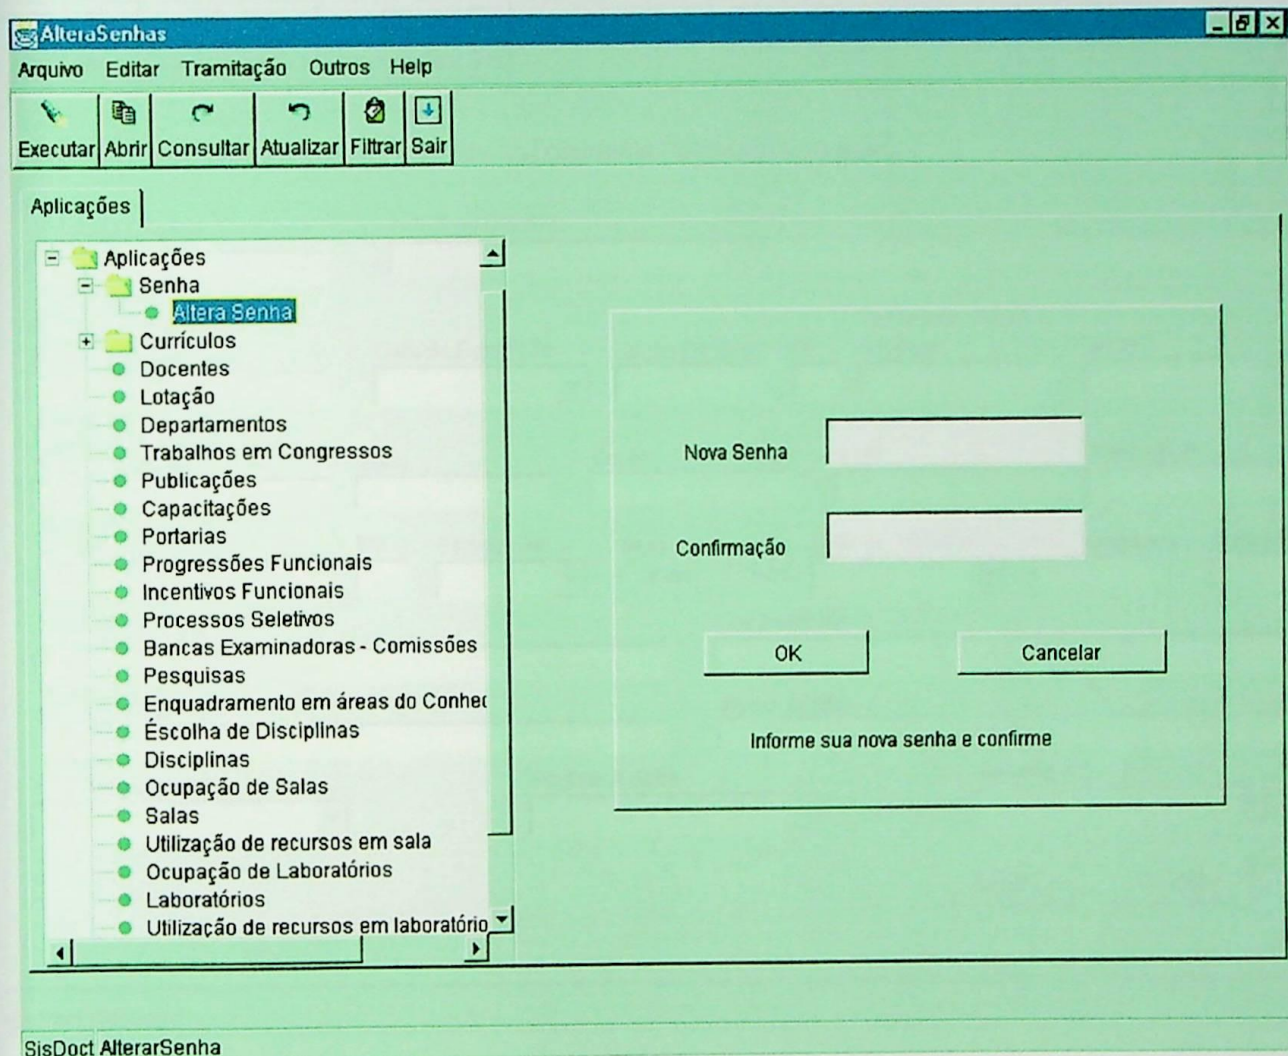 AlteraSenhas
Arquivo Editar Tramitação Outros Help
Executar Abrir Consultar Atualizar Filtrar Sair
Aplicações
Aplicações
Senha
Altera Senha
Currículos
Docentes
Lotação
Departamentos
Trabalhos em Congressos
Publicações
Capacitações
Portarias
Progressões Funcionais
Incentivos Funcionais
Processos Seletivos
Bancas Examinadoras - Comissões
Pesquisas
Enquadramento em áreas do Conhec
Éscolha de Disciplinas
Disciplinas
Ocupação de Salas
Salas
Utilização de recursos em sala
Ocupação de Laboratórios
Laboratórios
Utilização de recursos em laboratório
Nova Senha
Confirmação
OK Cancelar
Informe sua nova senha e confirme
SisDoct AlterarSenha